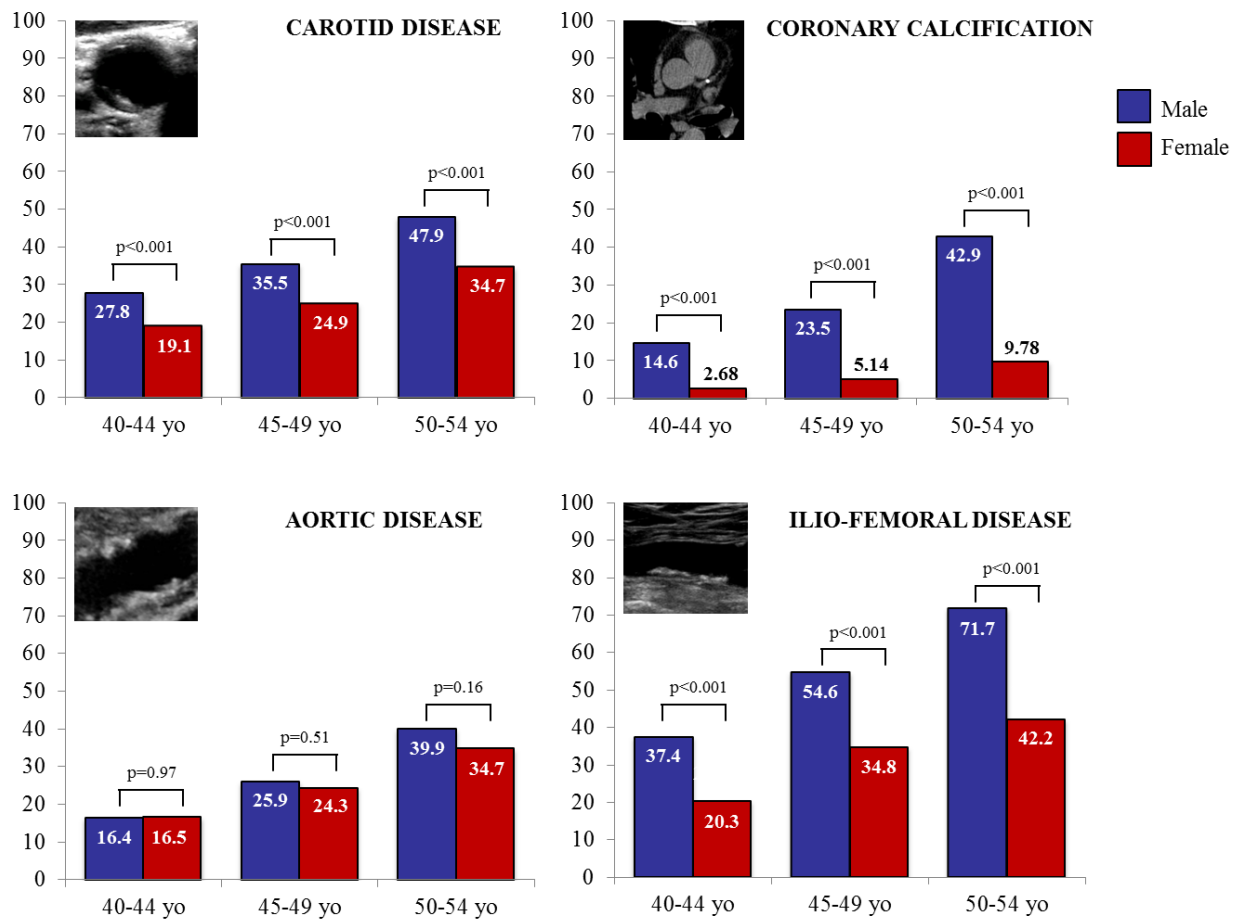 CAROTID DISEASE
100
90
80
70
60
50
40
30
20
10
0
p<0.001
p<0.001
p<0.001
27.8
19.1
35.5
24.9
47.9
34.7
40-44 yo
45-49 yo
50-54 yo
CORONARY CALCIFICATION
100
90
80
70
60
50
40
30
20
10
0
p<0.001
p<0.001
p<0.001
14.6
2.68
23.5
5.14
42.9
9.78
40-44 yo
45-49 yo
50-54 yo
Male
Female
AORTIC DISEASE
100
90
80
70
60
50
40
30
20
10
0
p=0.97
p=0.51
p=0.16
16.4
16.5
25.9
24.3
39.9
34.7
40-44 yo
45-49 yo
50-54 yo
ILIO-FEMORAL DISEASE
100
90
80
70
60
50
40
30
20
10
0
p<0.001
p<0.001
p<0.001
37.4
20.3
54.6
34.8
71.7
42.2
40-44 yo
45-49 yo
50-54 yo